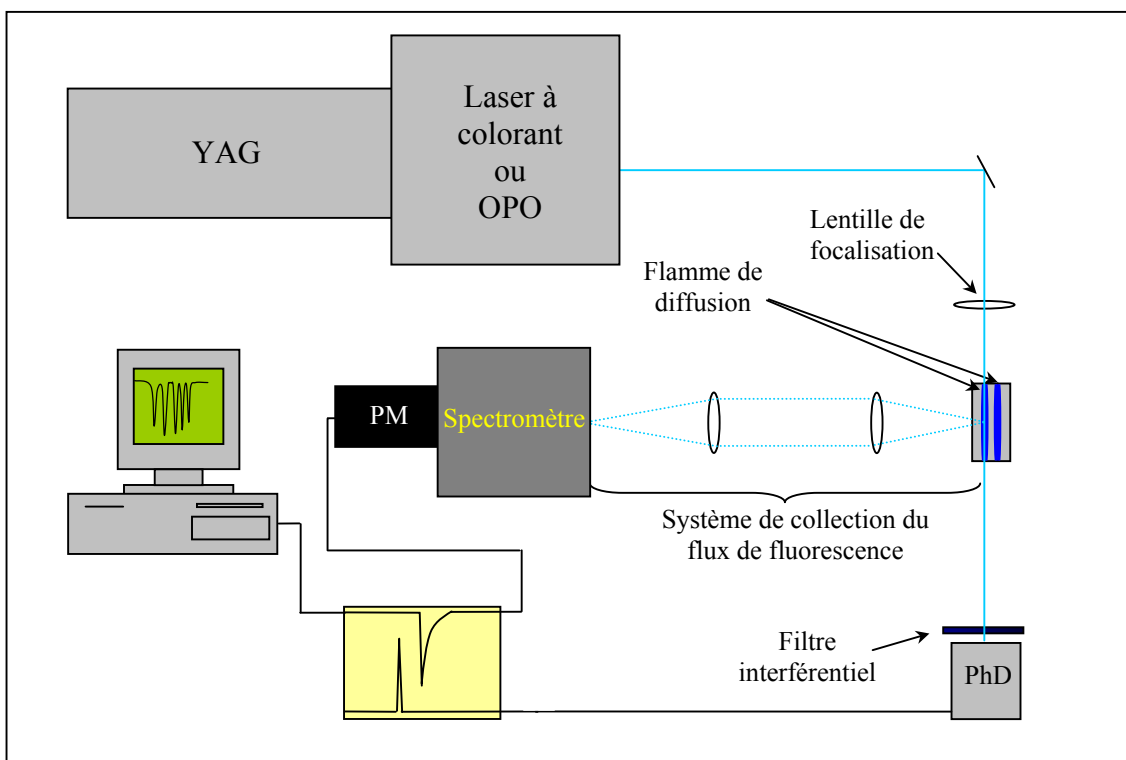 YAG
Laser à
colorant
ou
OPO
Lentille de
focalisation
Flamme de
diffusion
PM
Spectromètre
Système de collection du
flux de fluorescence
Filtre
interférentiel
PhD